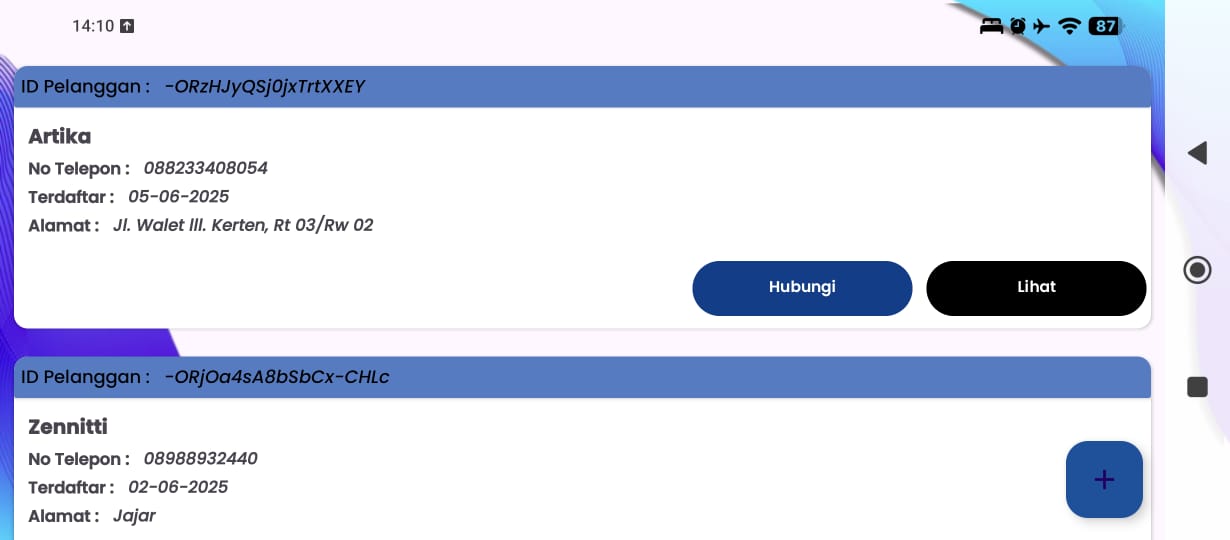 14:10
87
ID Pelanggan : -ORzHJyQSj0jxTrtXXEY
Artika
No Telepon : 088233408054
Terdaftar : 05-06-2025
Alamat : Jl. Walet III. Kerten, Rt 03/Rw 02
Hubungi
Lihat
ID Pelanggan : -ORjOa4sA8bSbCx-CHLc
Zennitti
No Telepon : 08988932440
Terdaftar : 02-06-2025
+
Alamat : Jajar